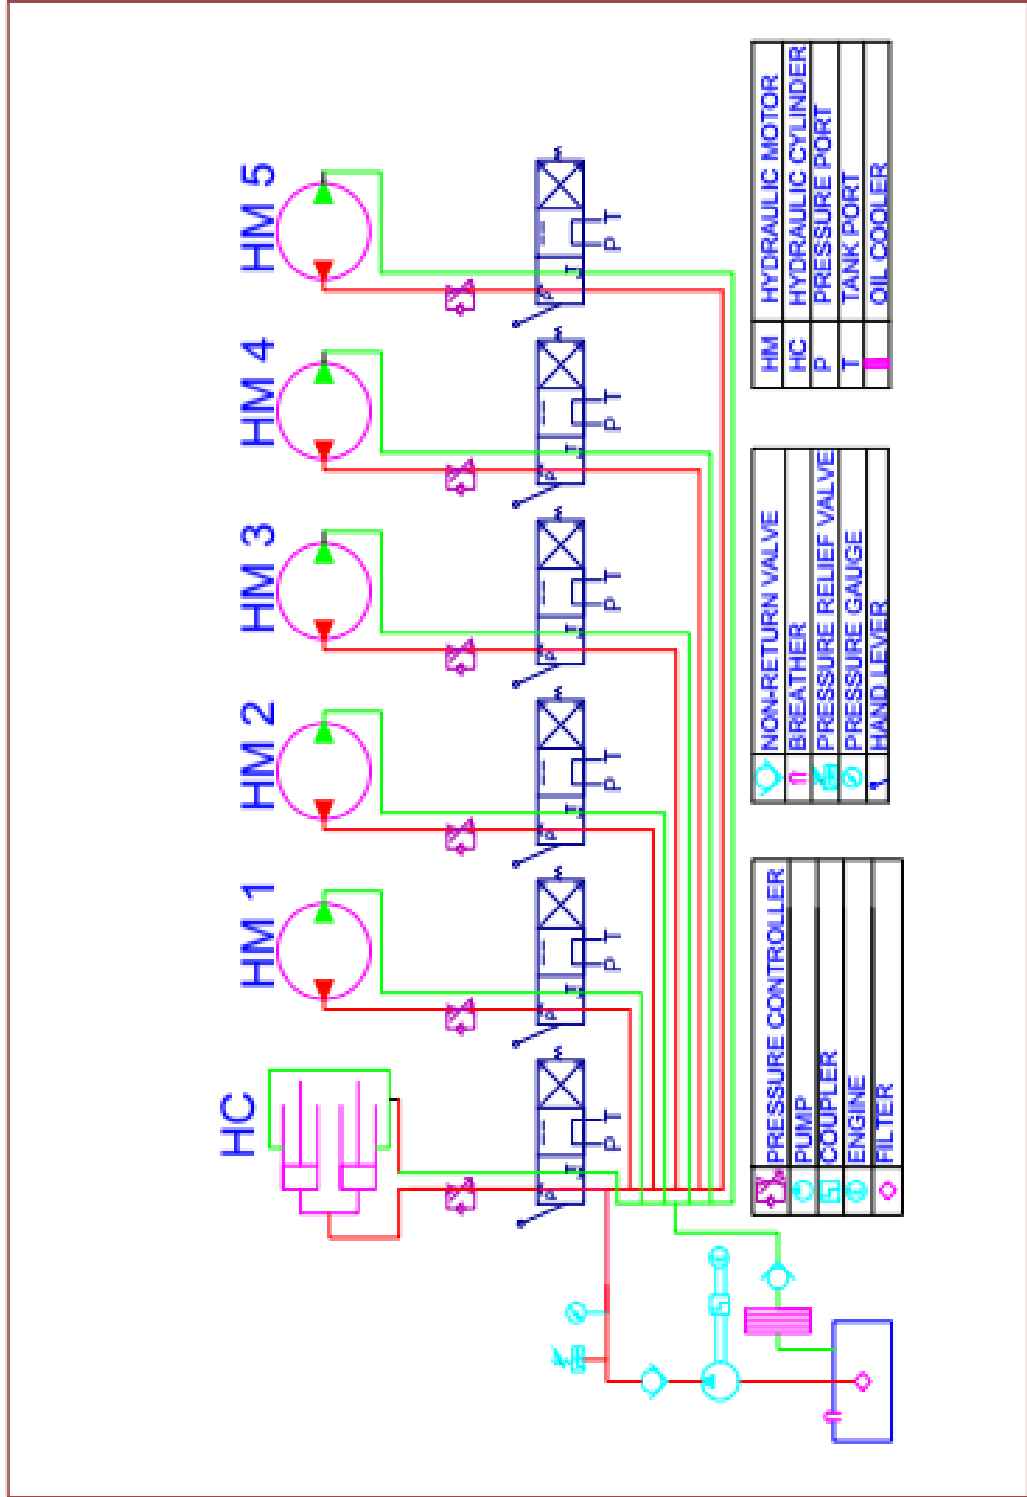 HC
HM 1
HM 2
HM 3
HM 4
HM 5
P T
P T
P T
P T
P T
P T
P T
P T
P T
P T
P T
P T
PRESSURE CONTROLLER
PUMP
COUPLER
ENGINE
FILTER
NON-RETURN VALVE
BREATHER
PRESSURE RELIEF VALVE
PRESSURE GAUGE
HAND LEVER
HM HYDRAULIC MOTOR
HC HYDRAULIC CYLINDER
P PRESSURE PORT
T TANK PORT
OIL COOLER